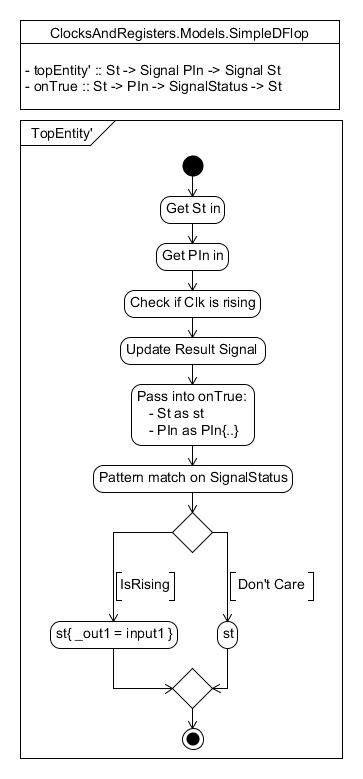 ClocksAndRegisters.Models.SimpleDFlop
- topEntity' :: St -> Signal PIn -> Signal St
- onTrue :: St -> PIn -> SignalStatus -> St
TopEntity'
Get St in
Get PIn in
Check if Clk is rising
Update Result Signal
Pass into onTrue:
- St as st
- PIn as PIn{..}
Pattern match on SignalStatus
[IsRising]
[Don't Care]
st{ _out1 = input1 }
st